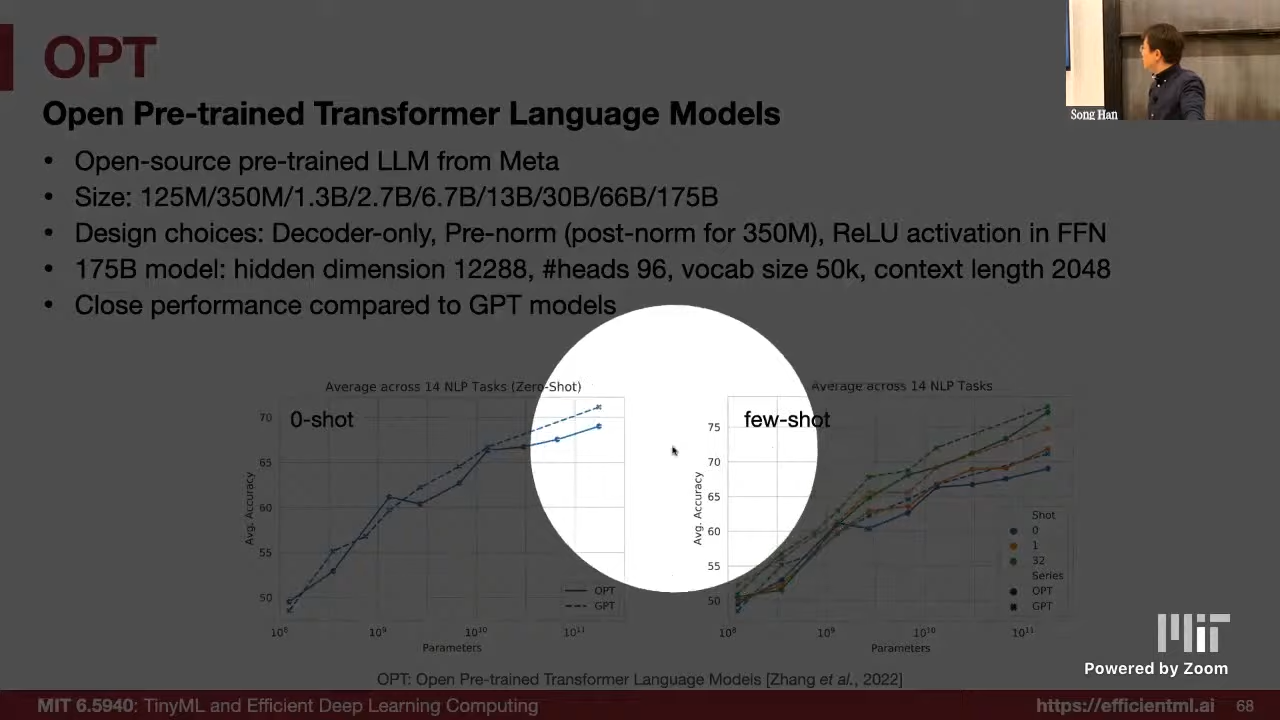 OPT
Song Han
Open Pre-trained Transformer Language Models
• Open-source pre-trained LLM from Meta
• Size: 125M/350M/1.3B/2.7B/6.7B/13B/30B/66B/175B
• Design choices: Decoder-only, Pre-norm (post-norm for 350M), ReLU activation in FFN
• 175B model: hidden dimension 12288, #heads 96, vocab size 50k, context length 2048
• Close performance compared to GPT models
Average across 14 NLP Tasks (Zero-Shot)
0-shot
70
65
60
55
50
Avg. Accuracy
OPT
GPT
10⁸ 10⁹ 10¹⁰ 10¹¹
Parameters
Average across 14 NLP Tasks
few-shot
75
70
65
60
55
50
Avg. Accuracy
Shot
0
1
32
Series
OPT
GPT
10⁸ 10⁹ 10¹⁰ 10¹¹
Parameters
MIT
Powered by Zoom
OPT: Open Pre-trained Transformer Language Models [Zhang et al., 2022]
MIT 6.5940: TinyML and Efficient Deep Learning Computing
https://efficientml.ai 68